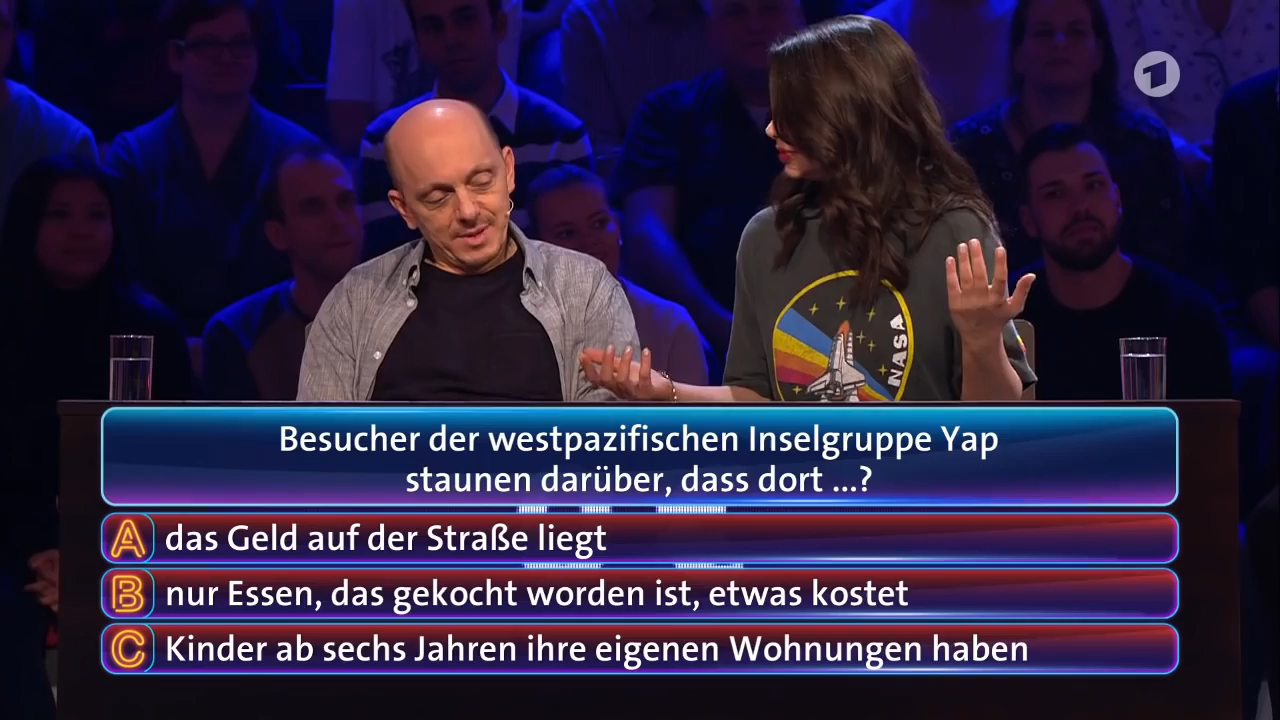 1
NASA
Besucher der westpazifischen Inselgruppe Yap
staunen darüber, dass dort ...?
A das Geld auf der Straße liegt
B nur Essen, das gekocht worden ist, etwas kostet
C Kinder ab sechs Jahren ihre eigenen Wohnungen haben